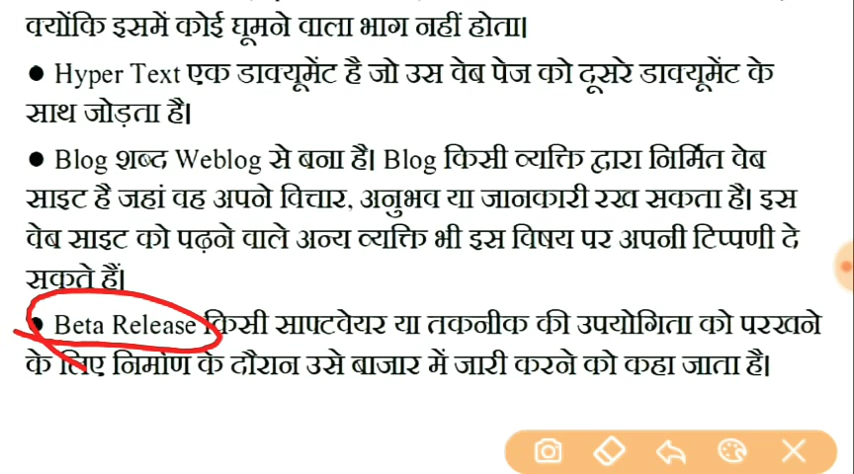 क्योंकि इसमें कोई घूमने वाला भाग नहीं होता।
● Hyper Text एक डाक्यूमेंट है जो उस वेब पेज को दूसरे डाक्यूमेंट के
साथ जोड़ता है।
● Blog शब्द Weblog से बना है। Blog किसी व्यक्ति द्वारा निर्मित वेब
साइट है जहां वह अपने विचार, अनुभव या जानकारी रख सकता है। इस
वेब साइट को पढ़ने वाले अन्य व्यक्ति भी इस विषय पर अपनी टिप्पणी दे
सकते हैं।
● Beta Release किसी साफ्टवेयर या तकनीक की उपयोगिता को परखने
के लिए निर्माण के दौरान उसे बाजार में जारी करने को कहा जाता है।